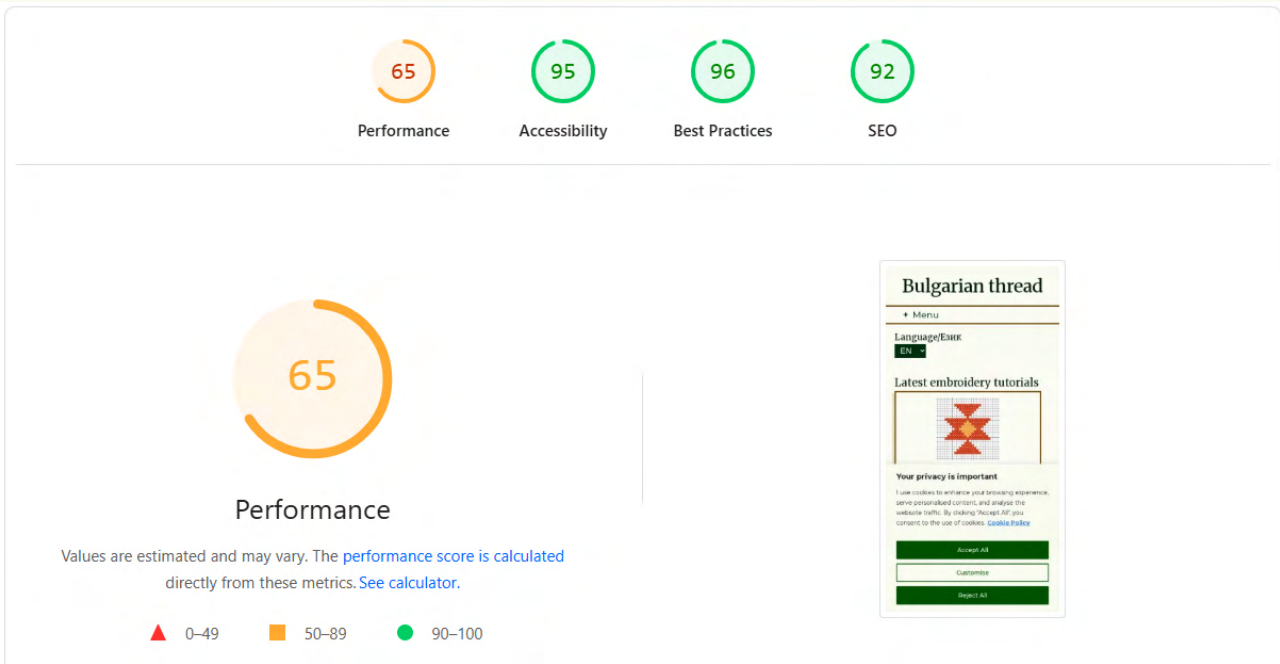 65
95
96
92
Performance
Accessibility
Best Practices
SEO
65
Performance
Values are estimated and may vary. The performance score is calculated
directly from these metrics. See calculator.
0–49
50–89
90–100
Bulgarian thread
+ Menu
Language/Език
EN
Latest embroidery tutorials
Your privacy is important
I use cookies to enhance your browsing experience,
serve personalised content, and analyse the
website traffic. By clicking "Accept All", you
consent to the use of cookies. Cookie Policy
Accept All
Customise
Reject All